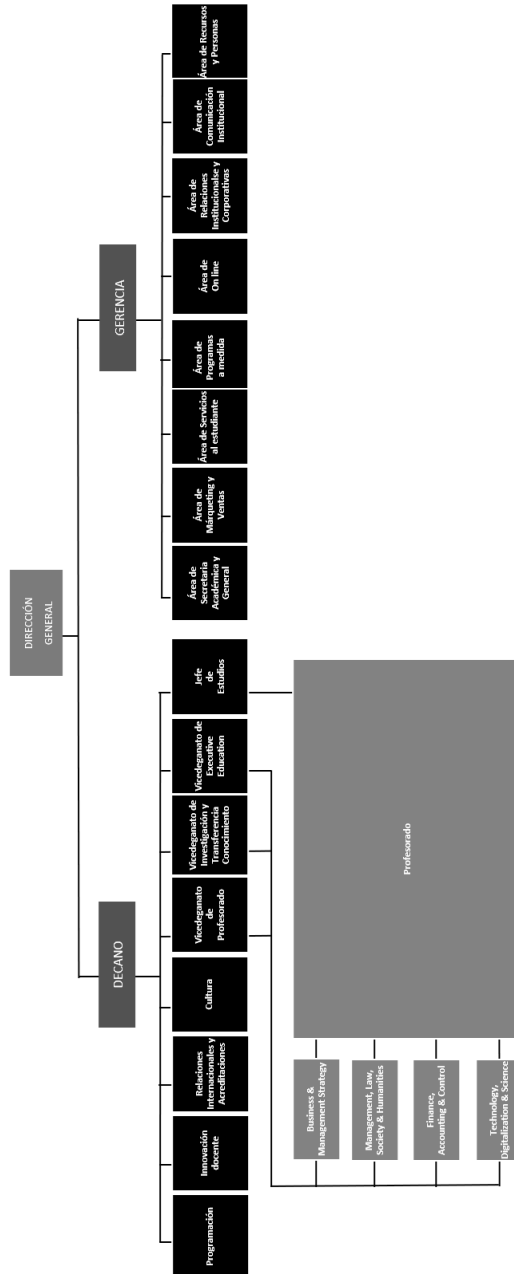 DIRECCIÓN
GENERAL
DECANO
GERENCIA
Programación
Innovación
docente
Relaciones
Internacionales y
Acreditaciones
Cultura
Vicedeganato
de
Profesorado
Vicedeganato de
Investigación y
Transferencia
Conocimiento
Vicedeganato de
Executive
Education
Jefe
de
Estudios
Área de
Secretaria
Académica y
General
Área de
Márqueting y
Ventas
Área de Servicios
al estudiante
Área de
Programas
a medida
Área de
On line
Área de
Relaciones
Institucionalse y
Corporativas
Área de
Comunicación
Institucional
Área de Recursos
y Personas
Business &
Management Strategy
Management, Law,
Society & Humanities
Finance,
Accounting & Control
Technology,
Digitalization & Science
Profesorado